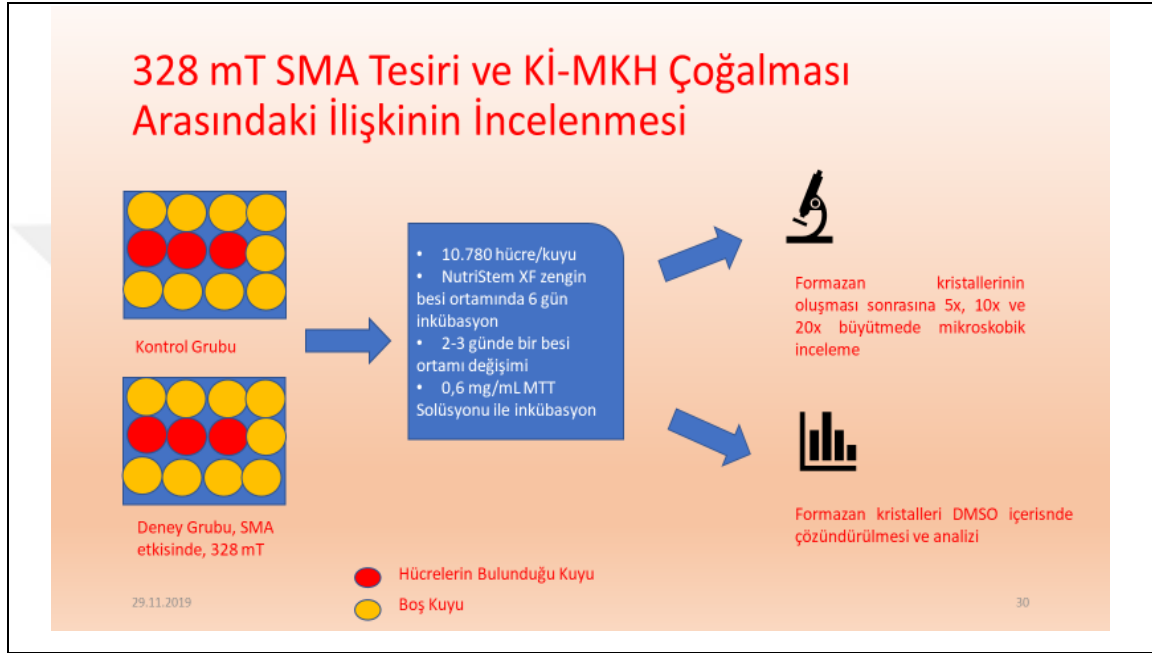 328 mT SMA Tesiri ve Kİ-MKH Çoğalması
Arasındaki İlişkinin İncelenmesi
Kontrol Grubu
Deney Grubu, SMA
etkisinde, 328 mT
• 10.780 hücre/kuyu
• NutriStem XF zengin
besi ortamında 6 gün
inkübasyon
• 2-3 günde bir besi
ortamı değişimi
• 0,6 mg/mL MTT
Solüsyonu ile inkübasyon
Formazan kristallerinin
oluşması sonrasına 5x, 10x ve
20x büyütmede mikroskobik
inceleme
Formazan kristalleri DMSO içerisnde
çözündürülmesi ve analizi
Hücrelerin Bulunduğu Kuyu
Boş Kuyu
29.11.2019
30